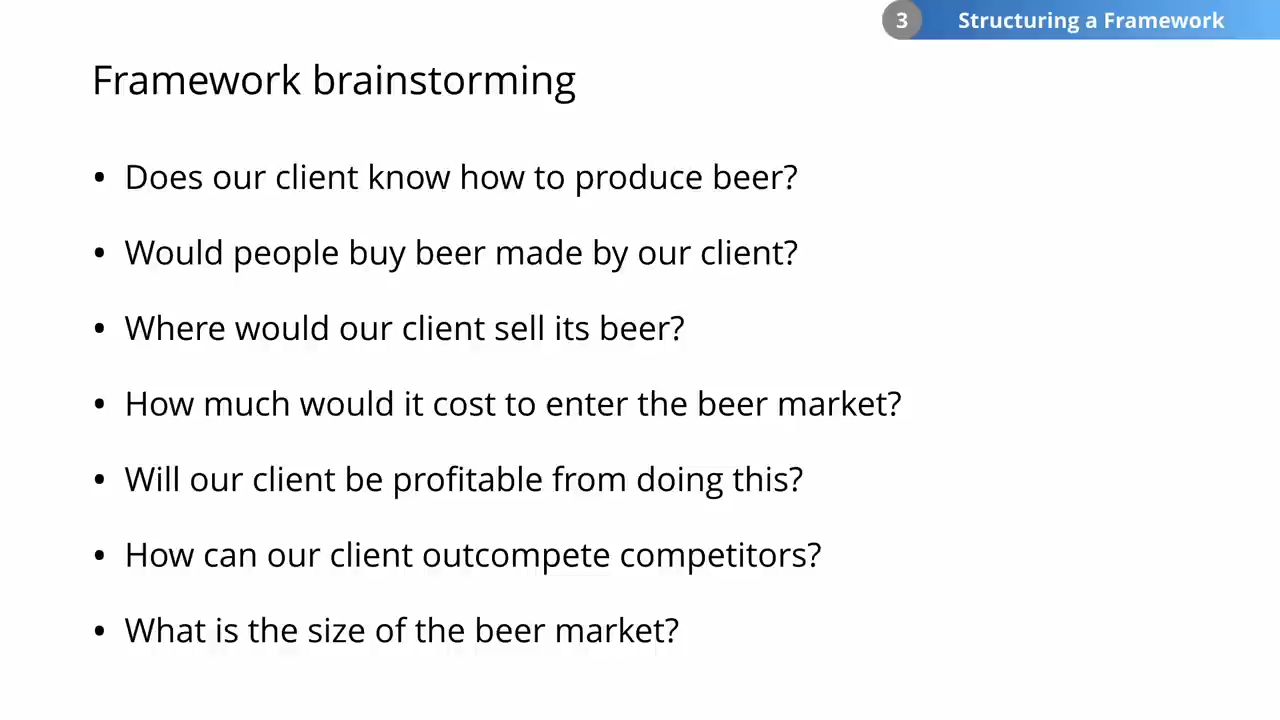 3 Structuring a Framework
Framework brainstorming
• Does our client know how to produce beer?
• Would people buy beer made by our client?
• Where would our client sell its beer?
• How much would it cost to enter the beer market?
• Will our client be profitable from doing this?
• How can our client outcompete competitors?
• What is the size of the beer market?